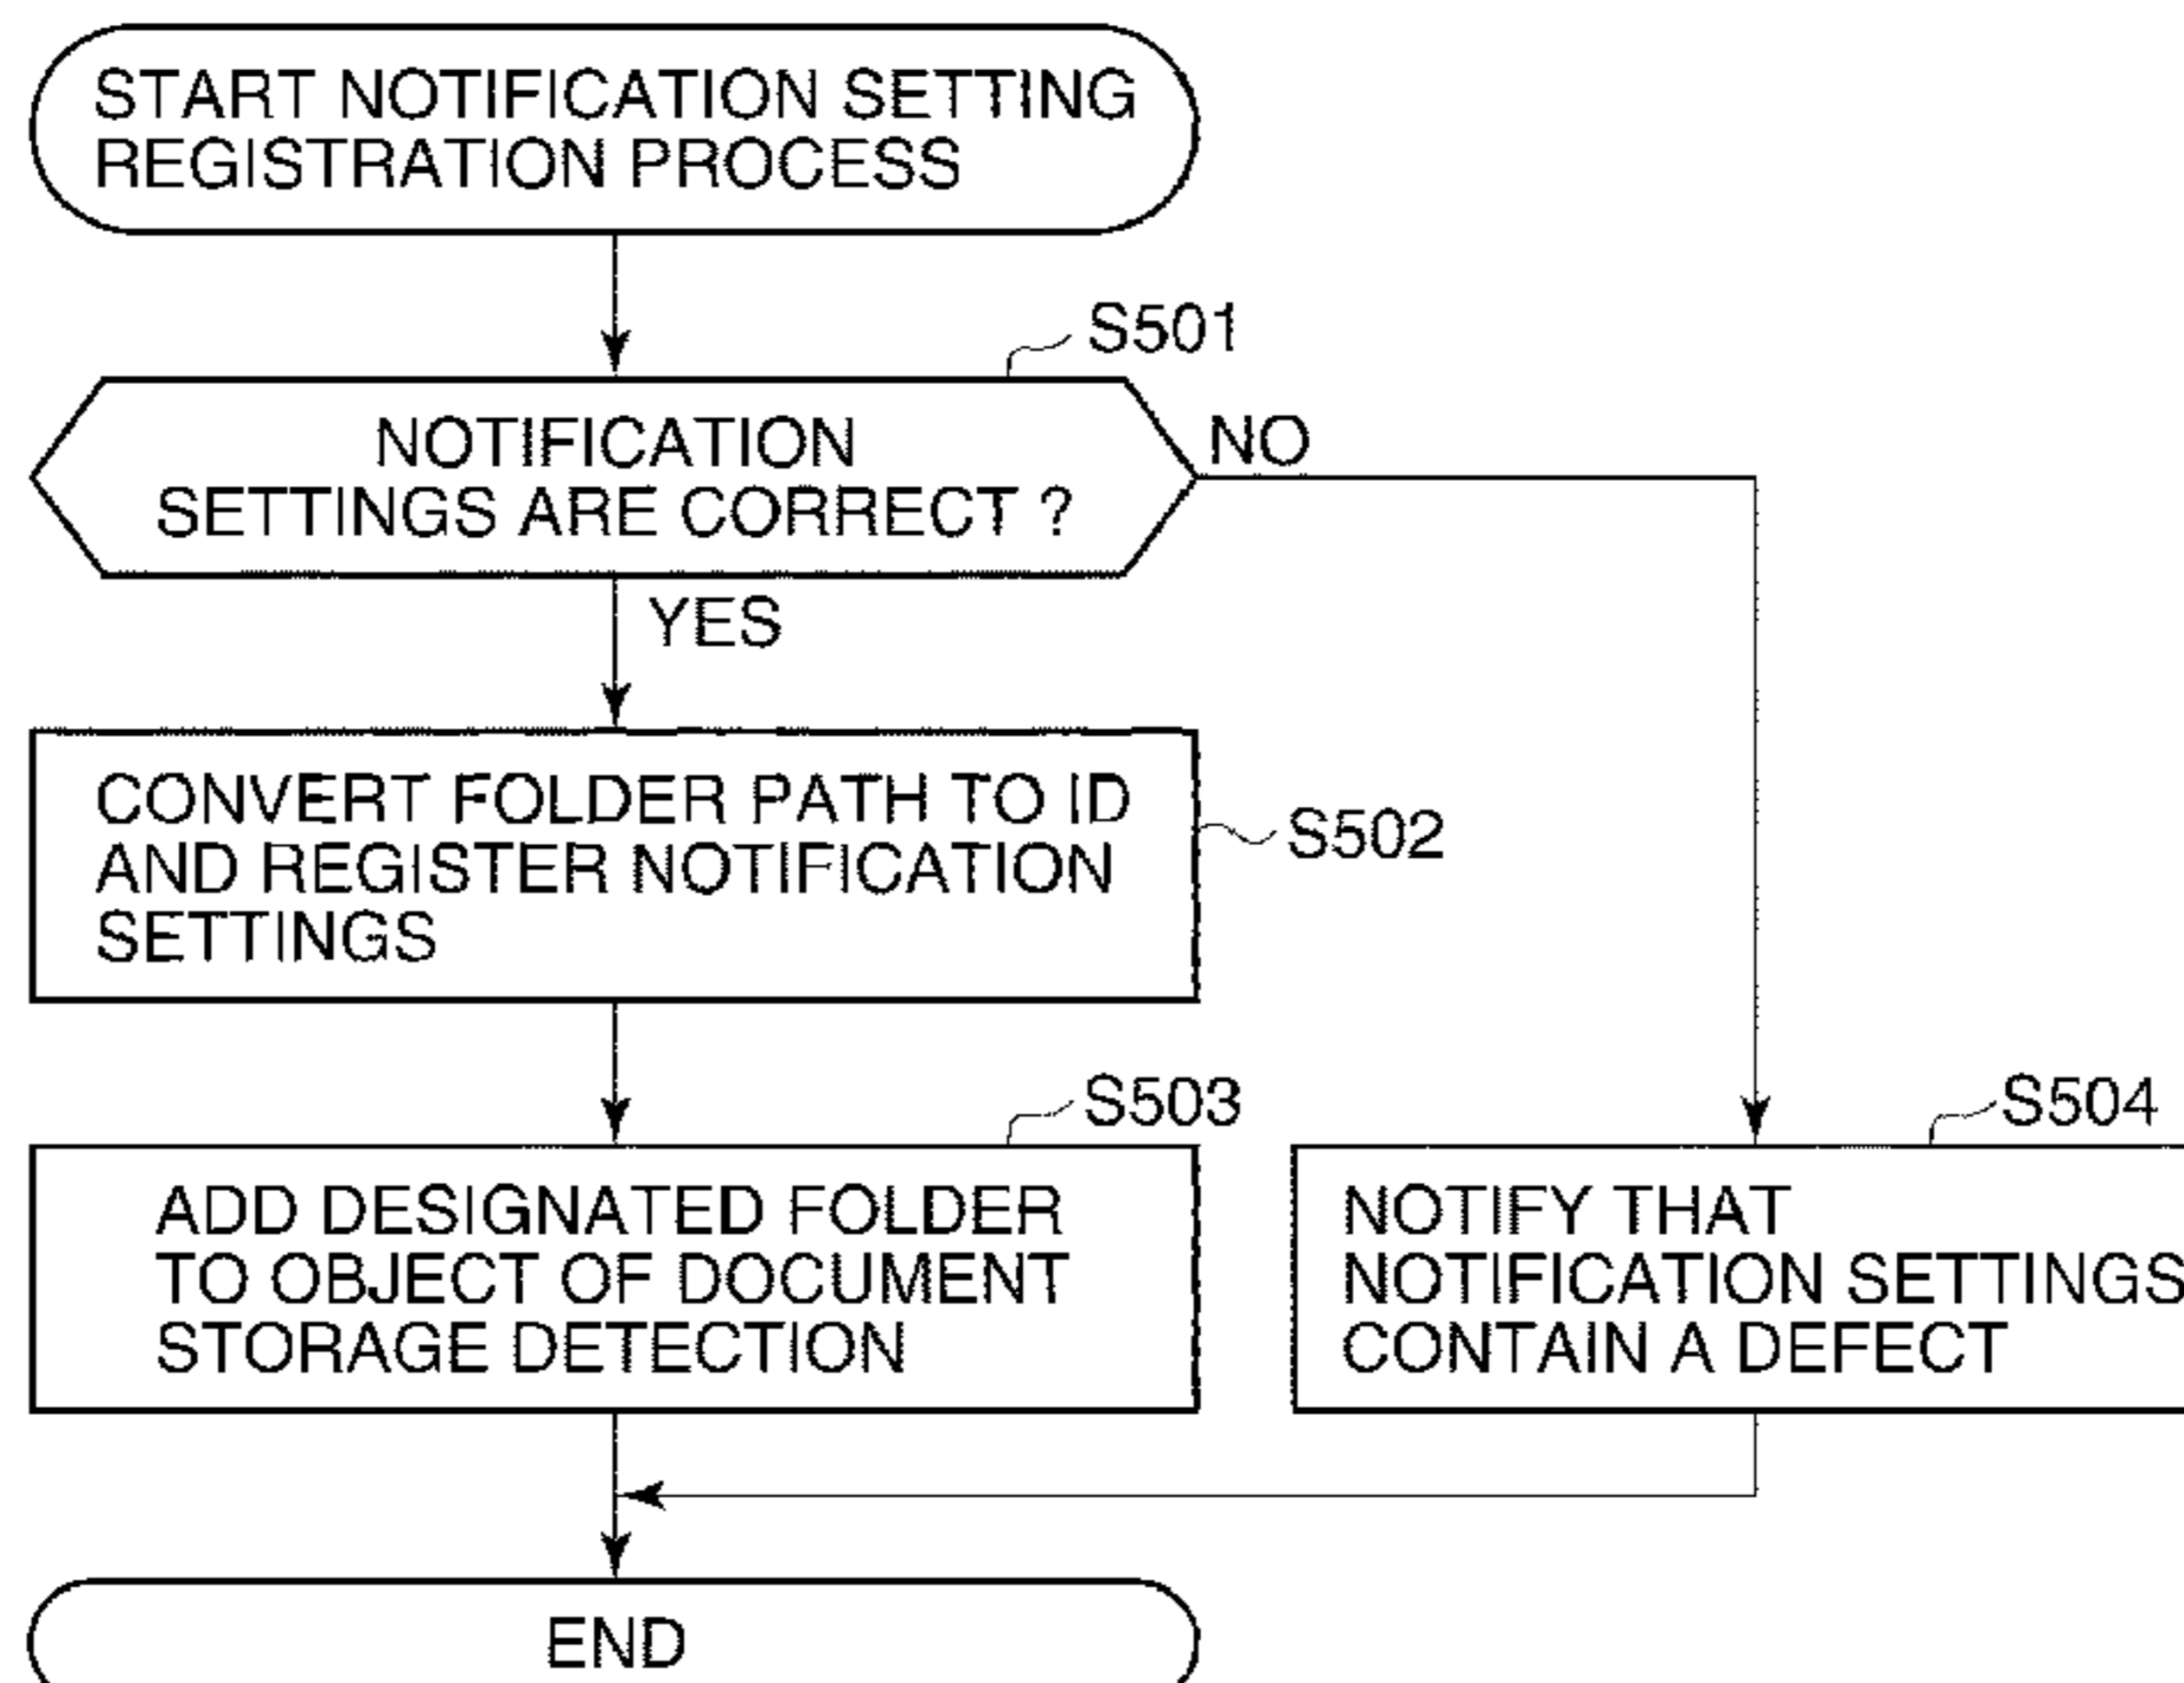 START NOTIFICATION SETTING
REGISTRATION PROCESS
S501
NOTIFICATION
SETTINGS ARE CORRECT ?
NO
YES
CONVERT FOLDER PATH TO ID
AND REGISTER NOTIFICATION
SETTINGS
S502
S503
ADD DESIGNATED FOLDER
TO OBJECT OF DOCUMENT
STORAGE DETECTION
S504
NOTIFY THAT
NOTIFICATION SETTINGS
CONTAIN A DEFECT
END